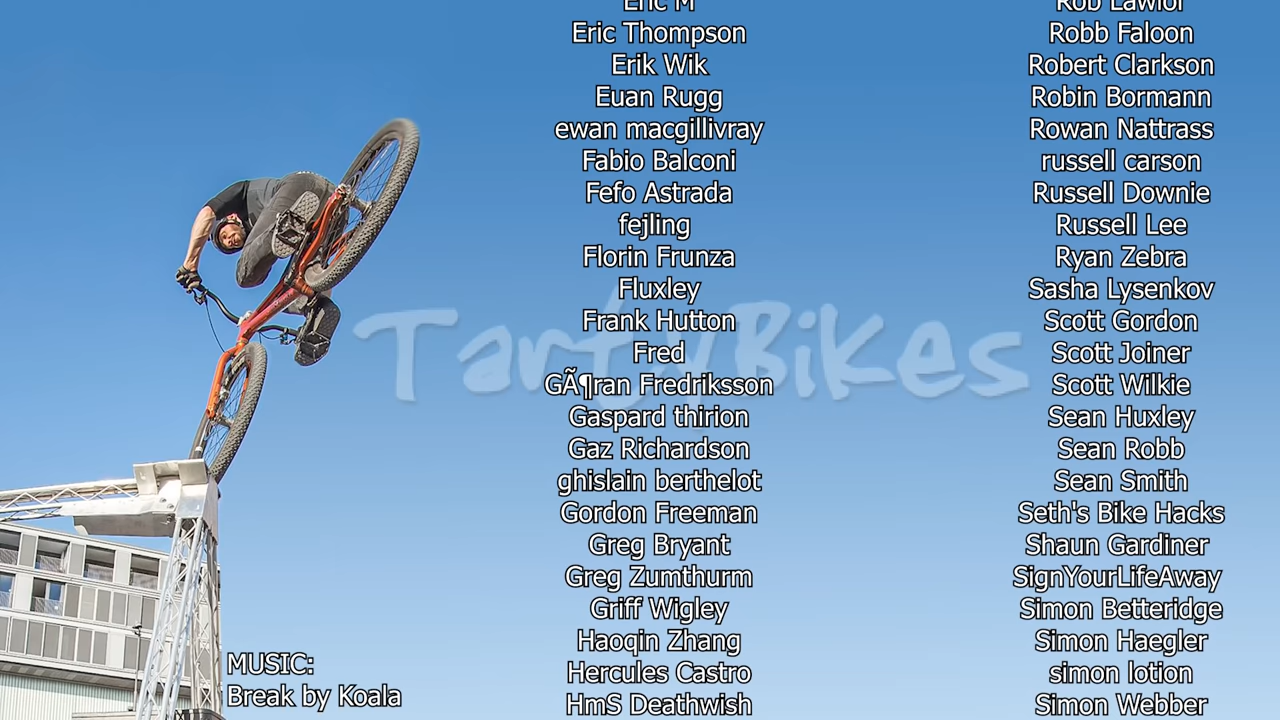 Eric M
Eric Thompson
Erik Wik
Euan Rugg
ewan macgillivray
Fabio Balconi
Fefo Astrada
fejling
Florin Frunza
Fluxley
Frank Hutton
Fred
GÃ¶ran Fredriksson
Gaspard thirion
Gaz Richardson
ghislain berthelot
Gordon Freeman
Greg Bryant
Greg Zumthurm
Griff Wigley
Haoqin Zhang
Hercules Castro
HmS Deathwish
Rob Lawlor
Robb Faloon
Robert Clarkson
Robin Bormann
Rowan Nattrass
russell carson
Russell Downie
Russell Lee
Ryan Zebra
Sasha Lysenkov
Scott Gordon
Scott Joiner
Scott Wilkie
Sean Huxley
Sean Robb
Sean Smith
Seth's Bike Hacks
Shaun Gardiner
SignYourLifeAway
Simon Betteridge
Simon Haegler
simon lotion
Simon Webber
TartyBikes
MUSIC:
Break by Koala